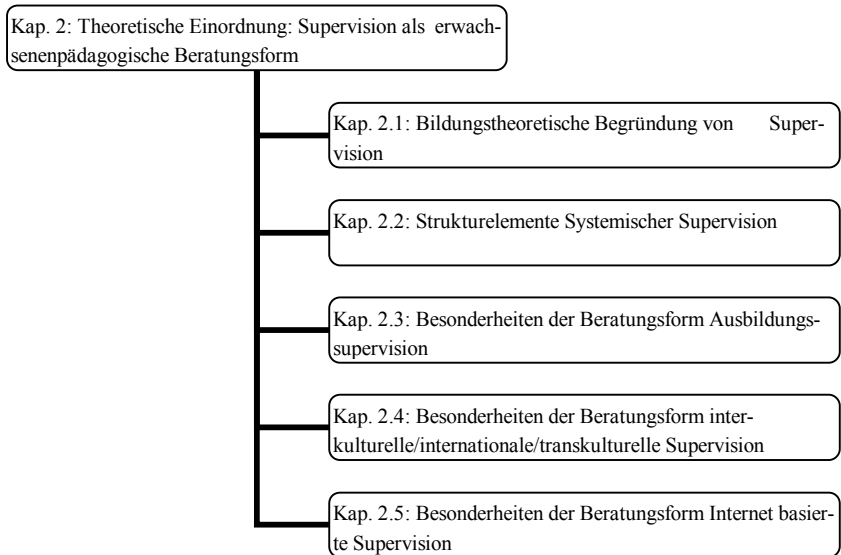 Kap. 2: Theoretische Einordnung: Supervision als erwach-
senenpädagogische Beratungsform
Kap. 2.1: Bildungstheoretische Begründung von Super-
vision
Kap. 2.2: Strukturelemente Systemischer Supervision
Kap. 2.3: Besonderheiten der Beratungsform Ausbildungs-
supervision
Kap. 2.4: Besonderheiten der Beratungsform inter-
kulturelle/internationale/transkulturelle Supervision
Kap. 2.5: Besonderheiten der Beratungsform Internet basier-
te Supervision